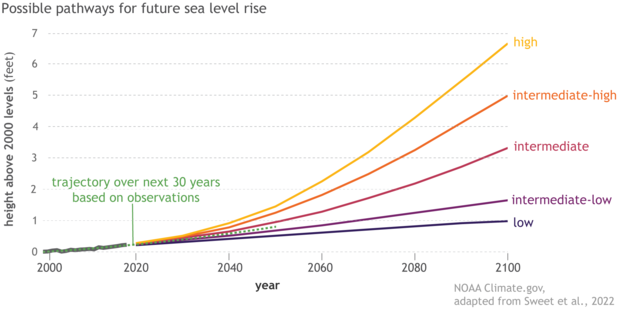 Possible pathways for future sea level rise
height above 2000 levels (feet)
7
6
5
4
3
2
1
0
high
intermediate-high
intermediate
intermediate-low
low
trajectory over next 30 years
based on observations
2000
2020
2040
2060
2080
2100
year
NOAA Climate.gov,
adapted from Sweet et al., 2022